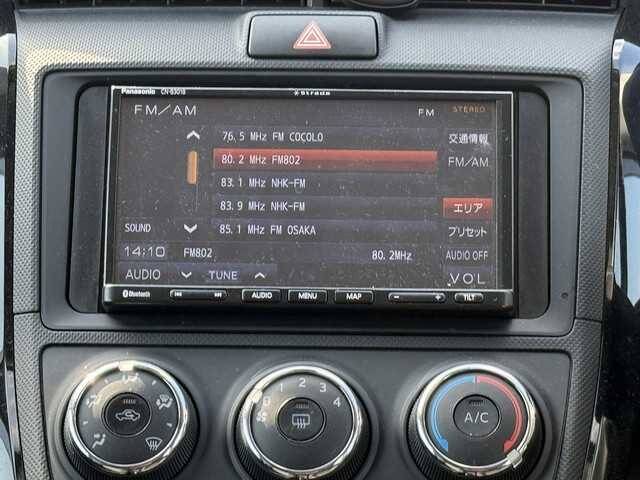 Panasonic CN-B301B Strada
FM/AM FM STEREO
76.5 MHz FM COCOLO 交通情報
80.2 MHz FM802 FM/AM
83.1 MHz NHK-FM
83.9 MHz NHK-FM エリア
SOUND 85.1 MHz FM OSAKA プリセット
14:10 FM802 80.2MHz AUDIO OFF
AUDIO TUNE VOL
Bluetooth AUDIO MENU MAP - + TILT
0 1 2 3 4
A/C